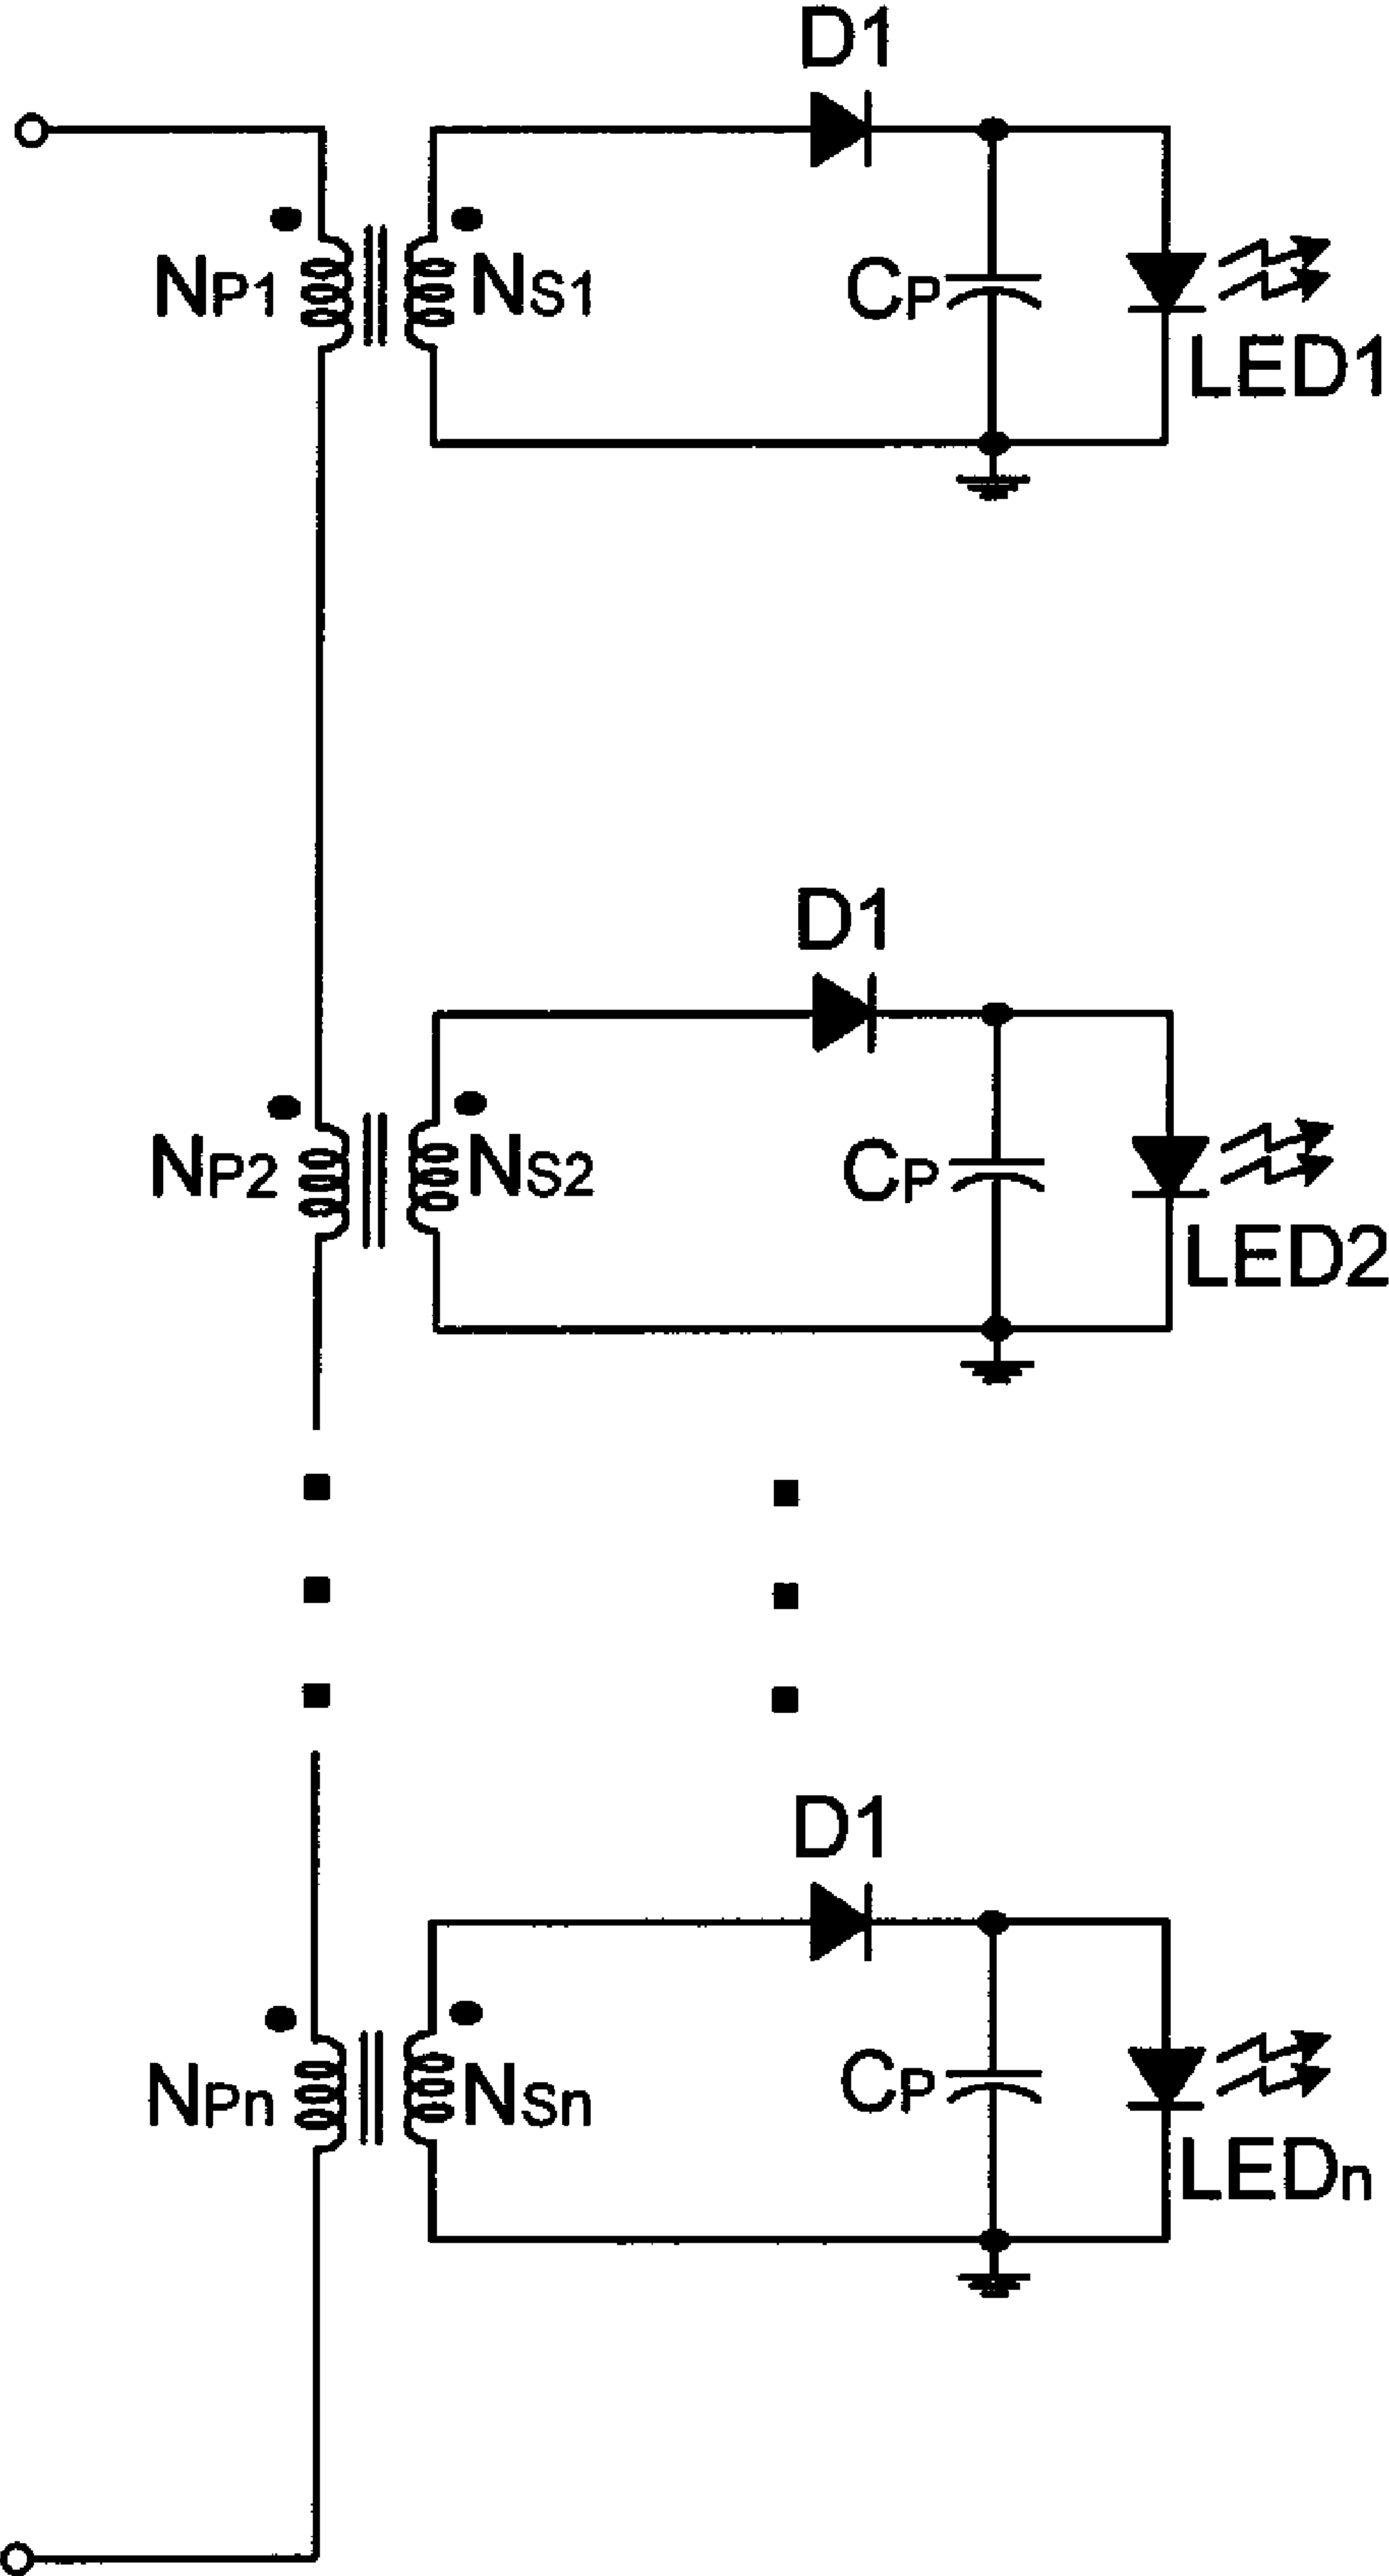 D1
NP1
NS1
CP
LED1
D1
NP2
NS2
CP
LED2
D1
NPn
NSn
CP
LEDn